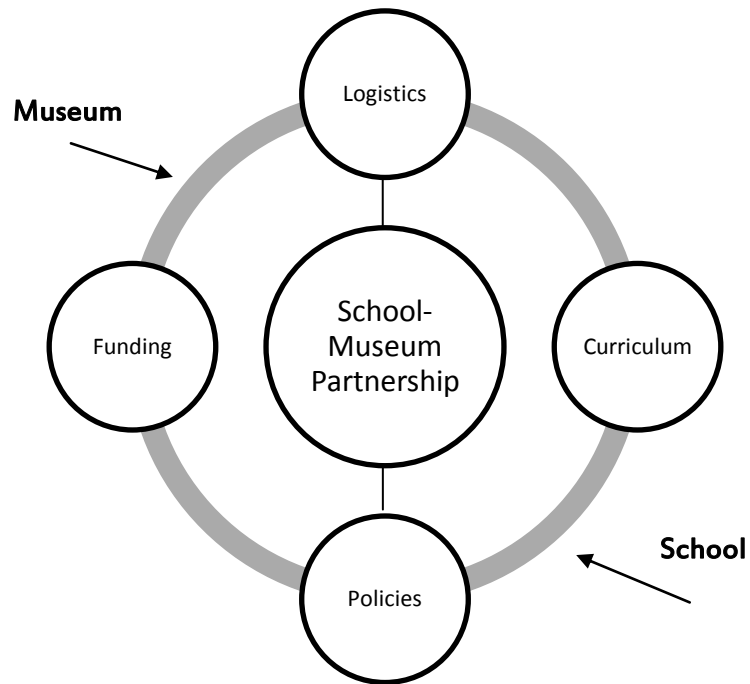 Logistics
Museum
School-
Museum
Partnership
Funding
Curriculum
School
Policies